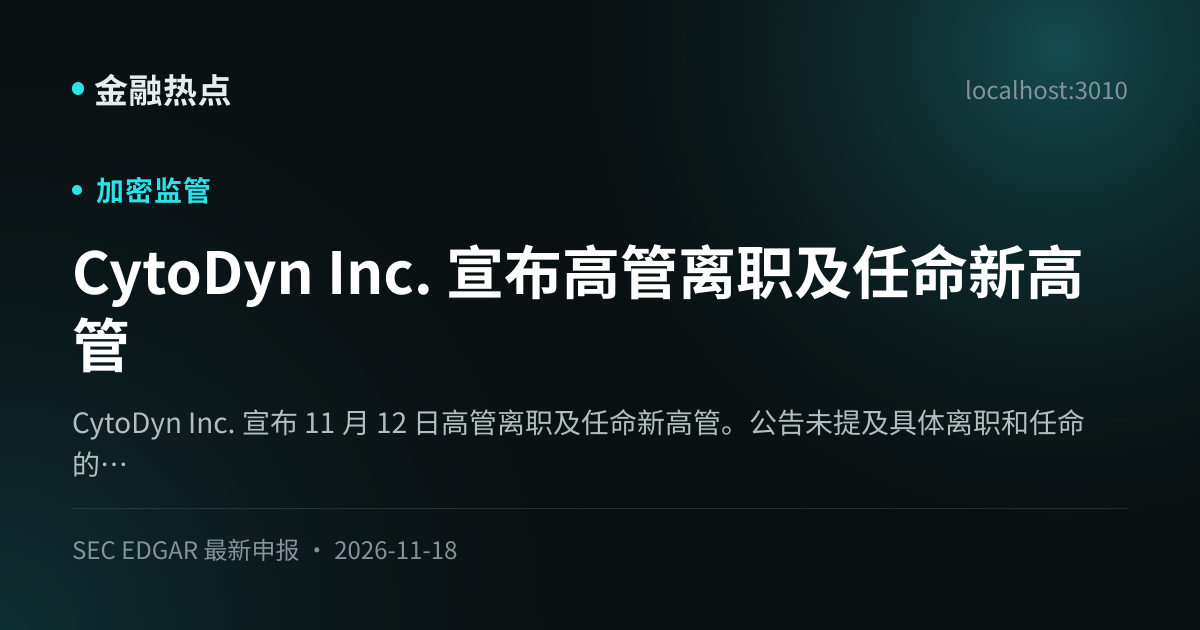 金融热点
localhost:3010
加密监管
CytoDyn Inc. 宣布高管离职及任命新高
管
CytoDyn Inc. 宣布 11 月 12 日高管离职及任命新高管。公告未提及具体离职和任命
的…
SEC EDGAR 最新申报 · 2026-11-18